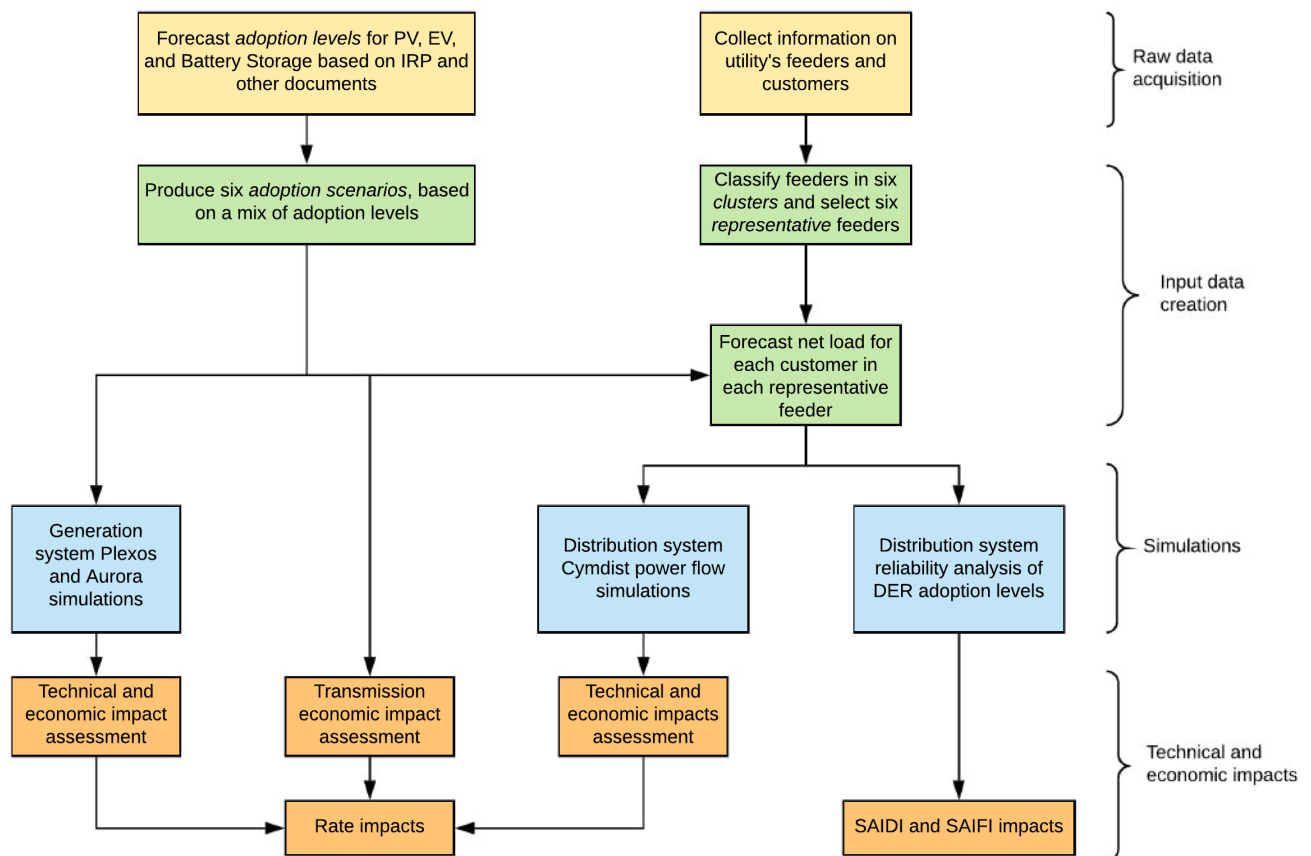 Forecast adoption levels for PV, EV,
and Battery Storage based on IRP and
other documents
Collect information on
utility's feeders and
customers
Raw data
acquisition
Produce six adoption scenarios, based
on a mix of adoption levels
Classify feeders in six
clusters and select six
representative feeders
Input data
creation
Forecast net load for
each customer in
each representative
feeder
Generation
system Plexos
and Aurora
simulations
Distribution system
Cymdist power flow
simulations
Distribution system
reliability analysis of
DER adoption levels
Simulations
Technical and
economic impact
assessment
Transmission
economic impact
assessment
Technical and
economic impacts
assessment
Technical and
economic impacts
Rate impacts
SAIDI and SAIFI impacts